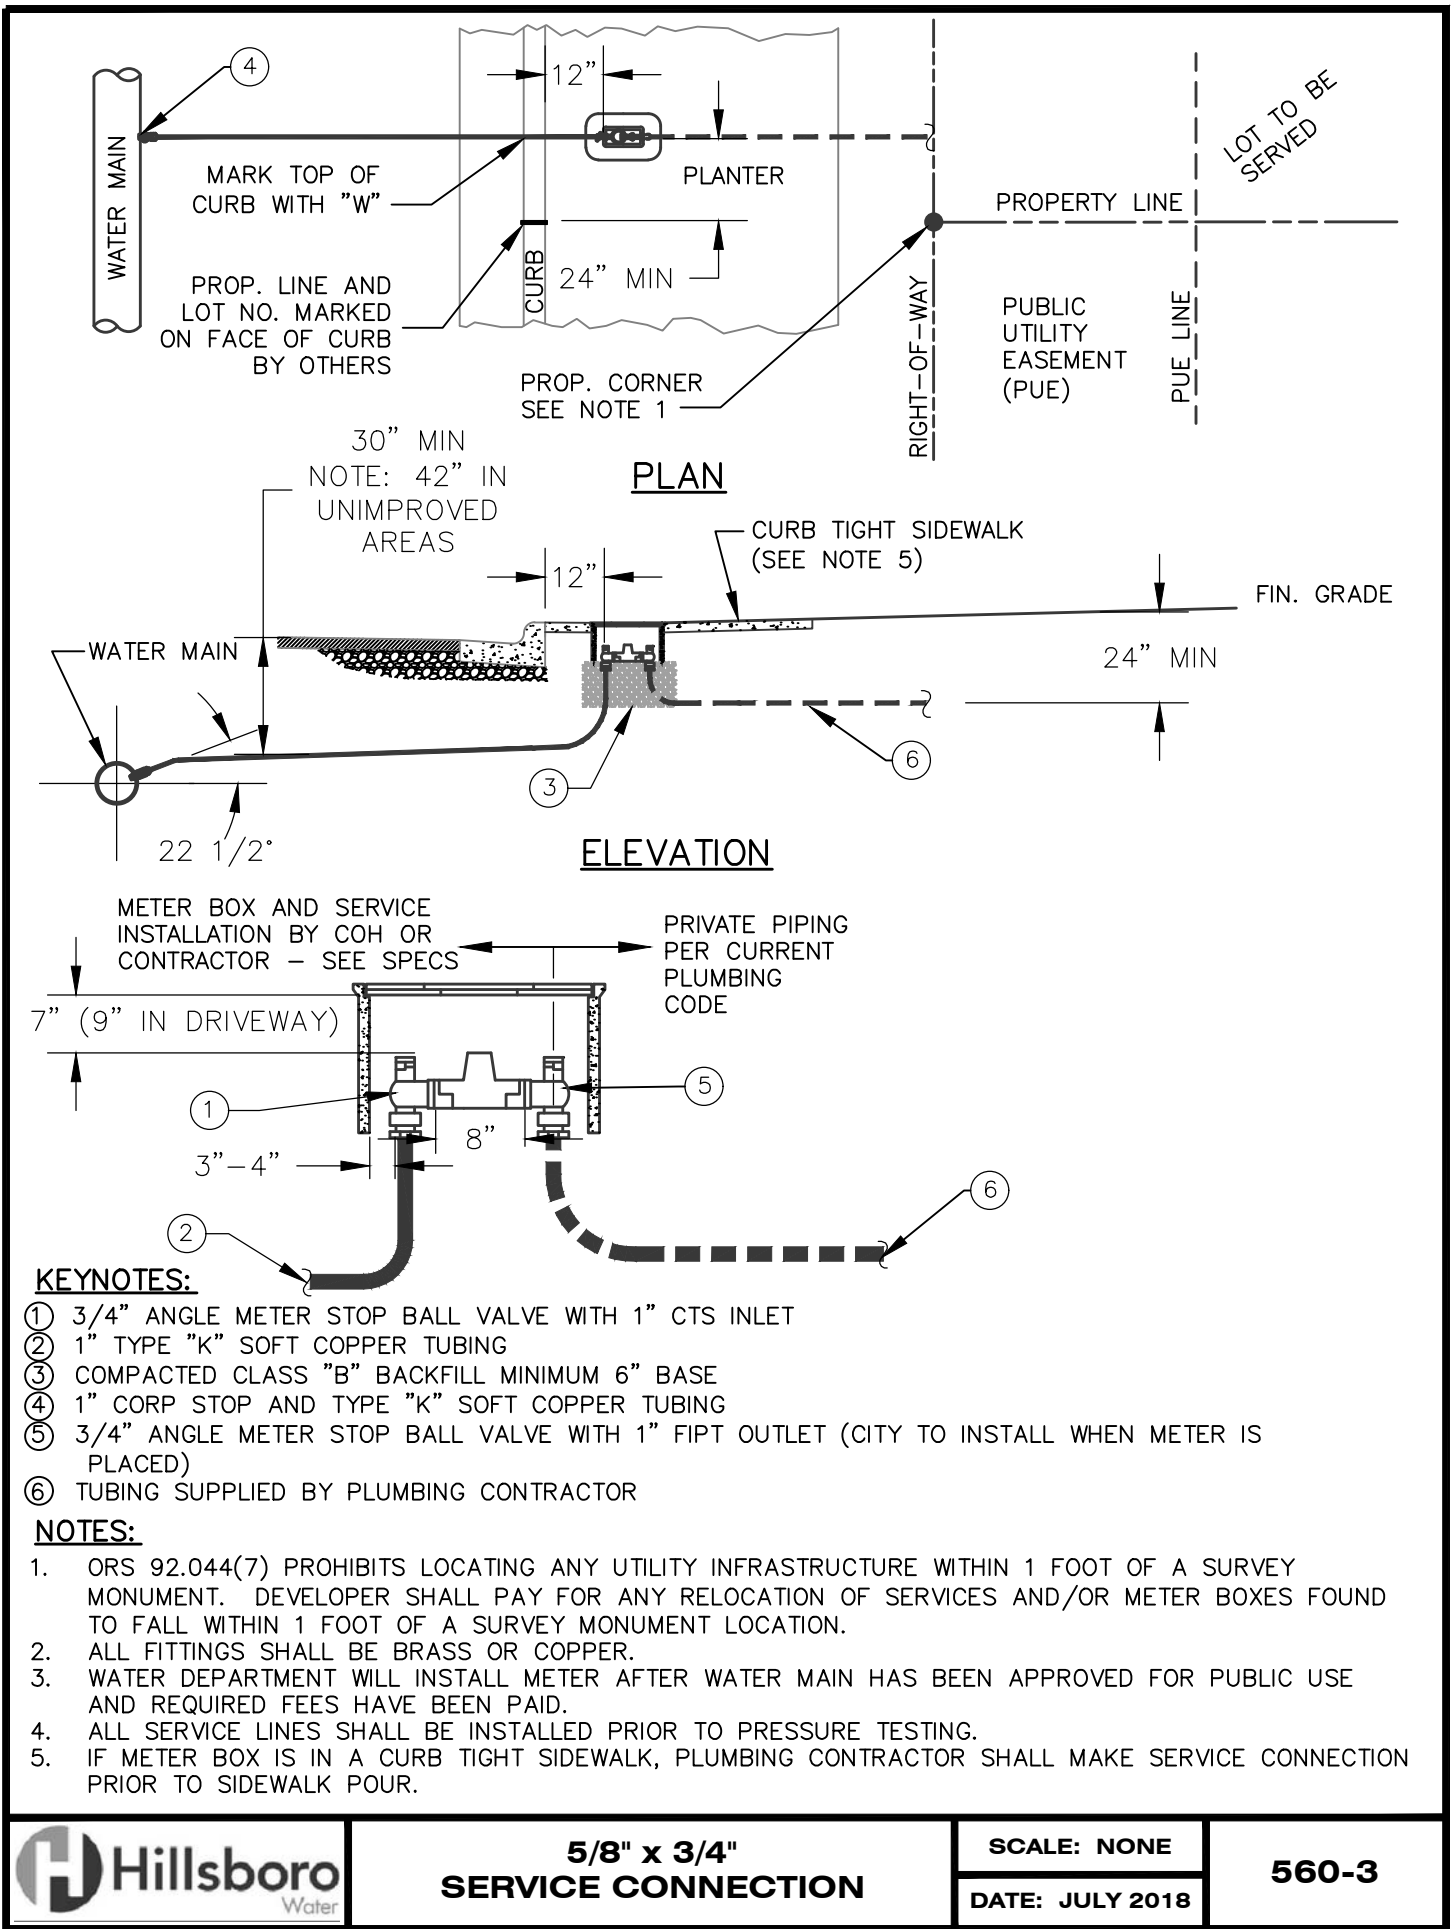 4
12"
WATER MAIN
MARK TOP OF
CURB WITH "W"
PLANTER
LOT TO BE
SERVED
PROPERTY LINE
CURB
24" MIN
PROP. LINE AND
LOT NO. MARKED
ON FACE OF CURB
BY OTHERS
PROP. CORNER
SEE NOTE 1
RIGHT-OF-WAY
PUBLIC
UTILITY
EASEMENT
(PUE)
PUE LINE
PLAN
30" MIN
NOTE: 42" IN
UNIMPROVED
AREAS
CURB TIGHT SIDEWALK
(SEE NOTE 5)
12"
FIN. GRADE
WATER MAIN
24" MIN
3
6
22 1/2°
ELEVATION
METER BOX AND SERVICE
INSTALLATION BY COH OR
CONTRACTOR - SEE SPECS
PRIVATE PIPING
PER CURRENT
PLUMBING
CODE
7" (9" IN DRIVEWAY)
1
5
8"
3"-4"
2
6
KEYNOTES:
1 3/4" ANGLE METER STOP BALL VALVE WITH 1" CTS INLET
2 1" TYPE "K" SOFT COPPER TUBING
3 COMPACTED CLASS "B" BACKFILL MINIMUM 6" BASE
4 1" CORP STOP AND TYPE "K" SOFT COPPER TUBING
5 3/4" ANGLE METER STOP BALL VALVE WITH 1" FIPT OUTLET (CITY TO INSTALL WHEN METER IS
PLACED)
6 TUBING SUPPLIED BY PLUMBING CONTRACTOR
NOTES:
1. ORS 92.044(7) PROHIBITS LOCATING ANY UTILITY INFRASTRUCTURE WITHIN 1 FOOT OF A SURVEY
MONUMENT. DEVELOPER SHALL PAY FOR ANY RELOCATION OF SERVICES AND/OR METER BOXES FOUND
TO FALL WITHIN 1 FOOT OF A SURVEY MONUMENT LOCATION.
2. ALL FITTINGS SHALL BE BRASS OR COPPER.
3. WATER DEPARTMENT WILL INSTALL METER AFTER WATER MAIN HAS BEEN APPROVED FOR PUBLIC USE
AND REQUIRED FEES HAVE BEEN PAID.
4. ALL SERVICE LINES SHALL BE INSTALLED PRIOR TO PRESSURE TESTING.
5. IF METER BOX IS IN A CURB TIGHT SIDEWALK, PLUMBING CONTRACTOR SHALL MAKE SERVICE CONNECTION
PRIOR TO SIDEWALK POUR.
Hillsboro
Water
5/8" x 3/4"
SERVICE CONNECTION
SCALE: NONE
DATE: JULY 2018
560-3